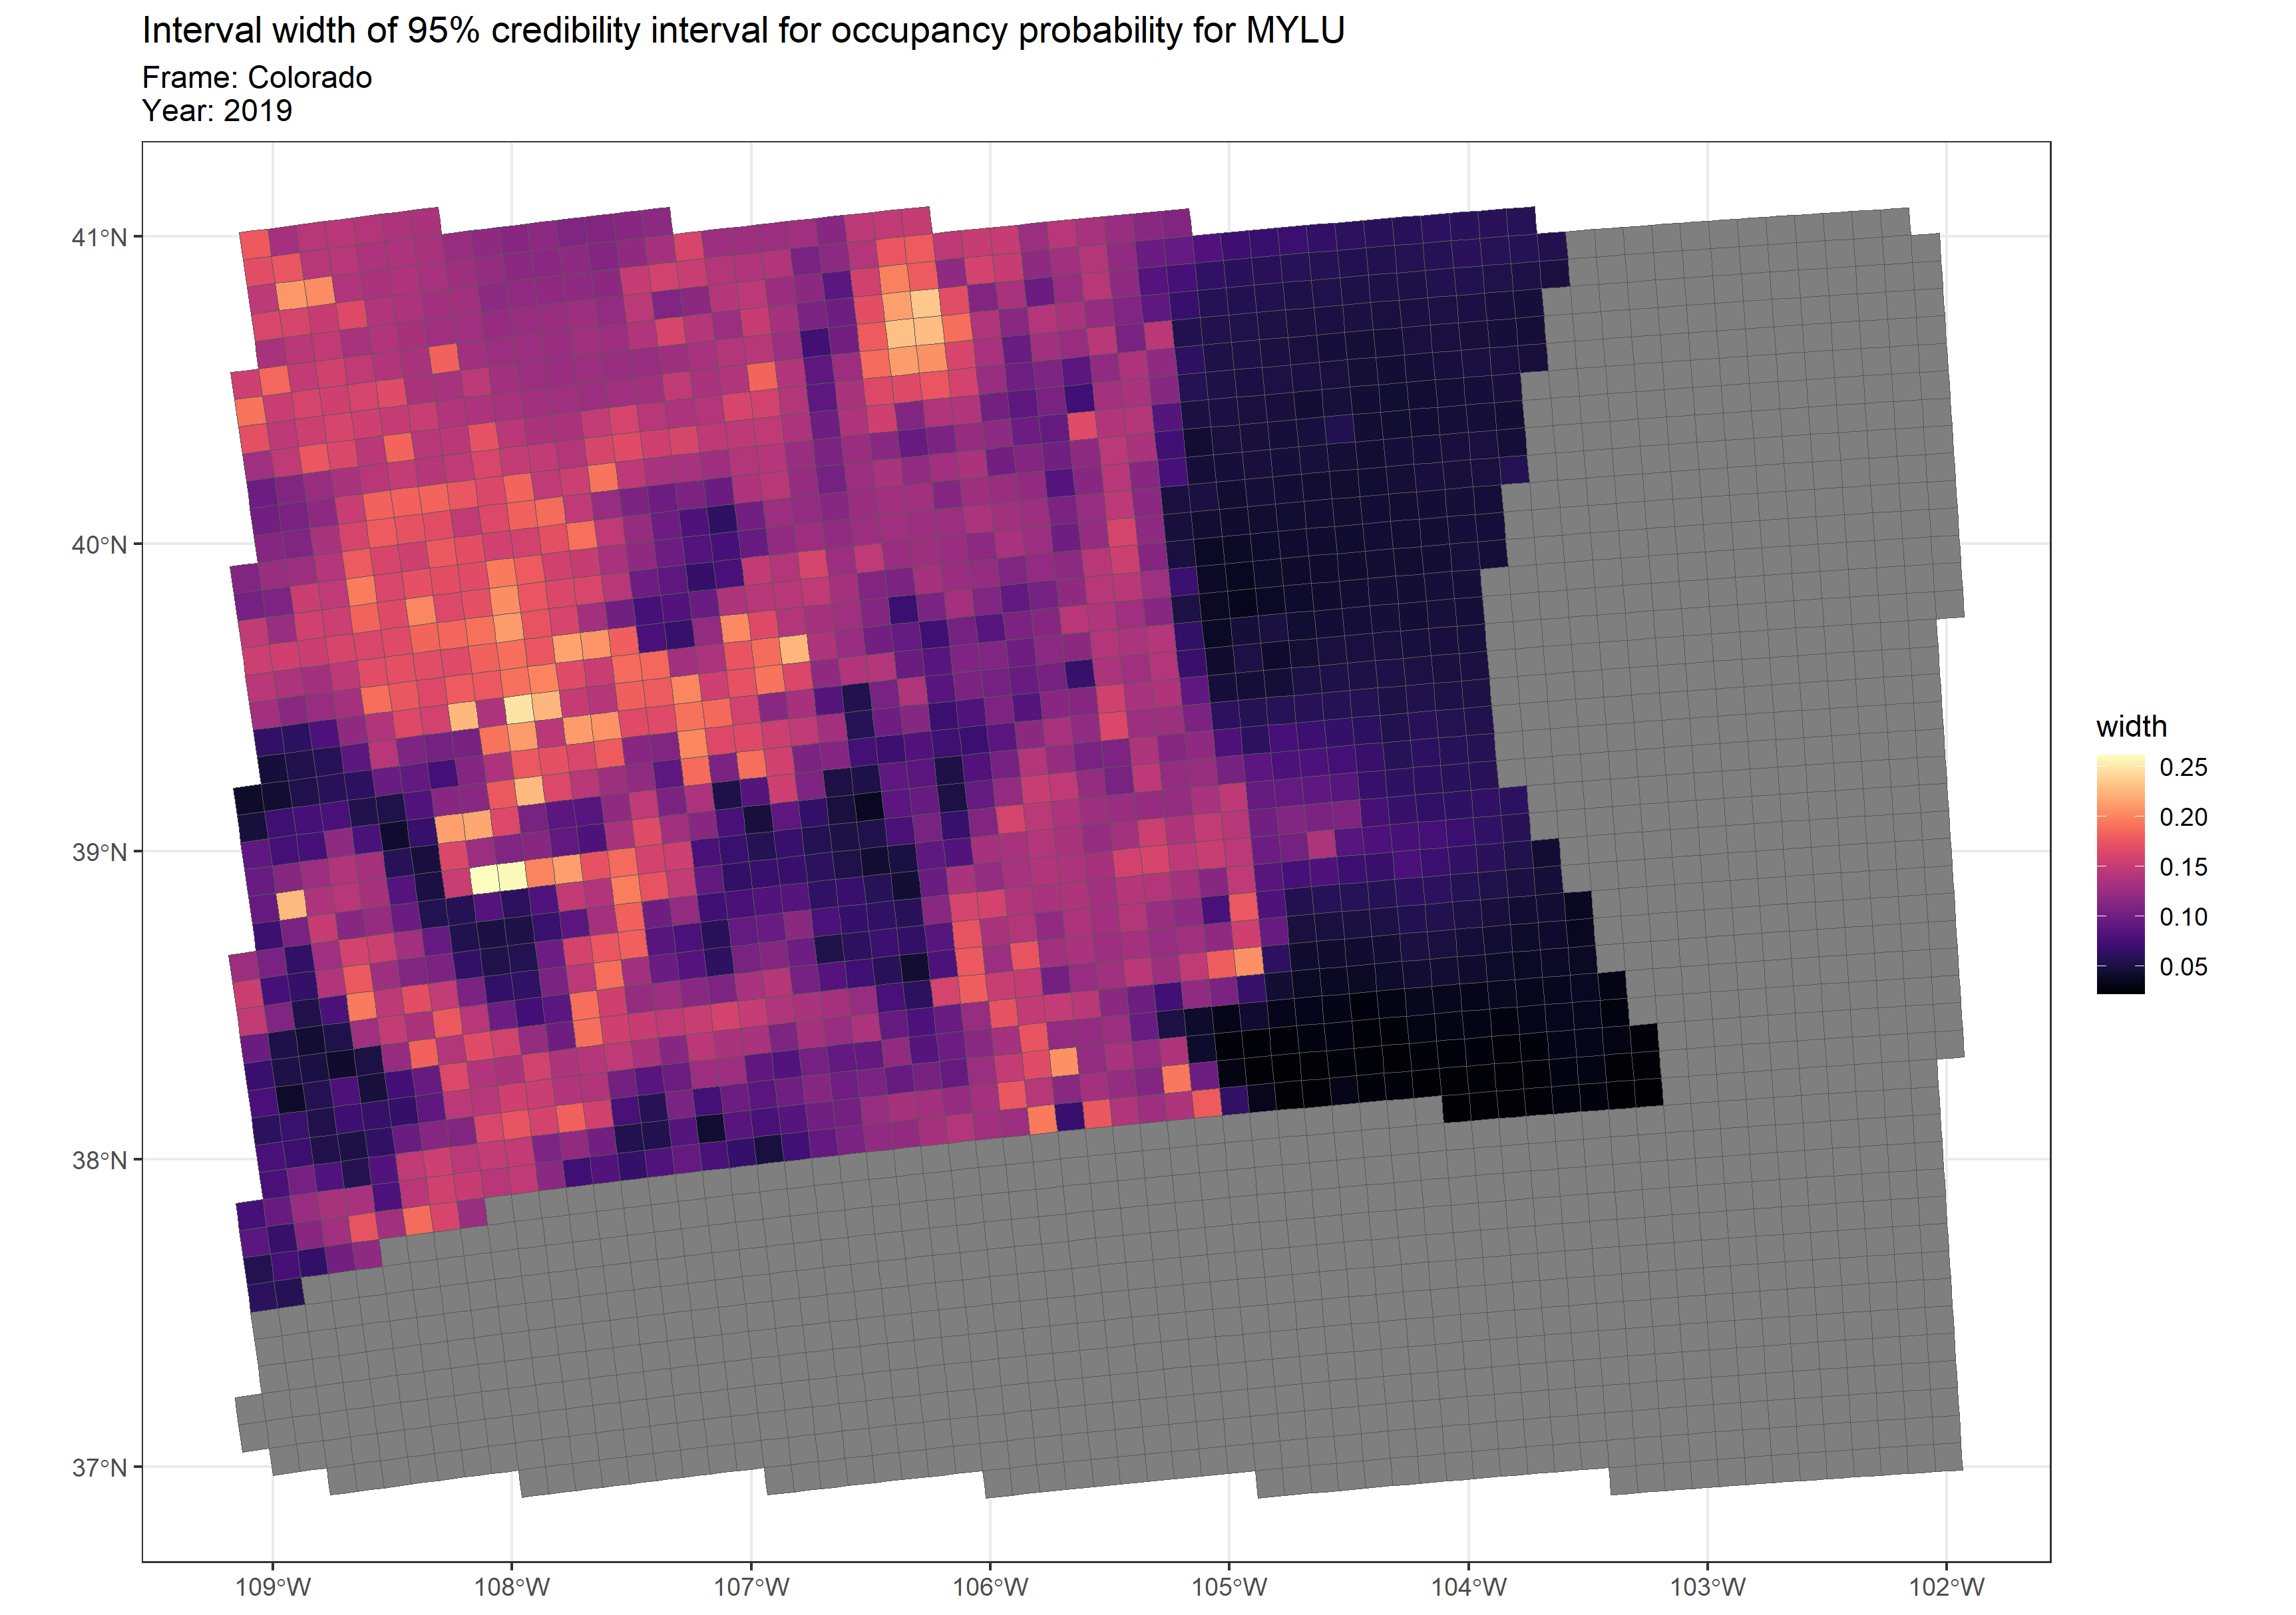 Interval width of 95% credibility interval for occupancy probability for MYLU
Frame: Colorado
Year: 2019
41°N
40°N
39°N
38°N
37°N
109°W
108°W
107°W
106°W
105°W
104°W
103°W
102°W
width
0.25
0.20
0.15
0.10
0.05